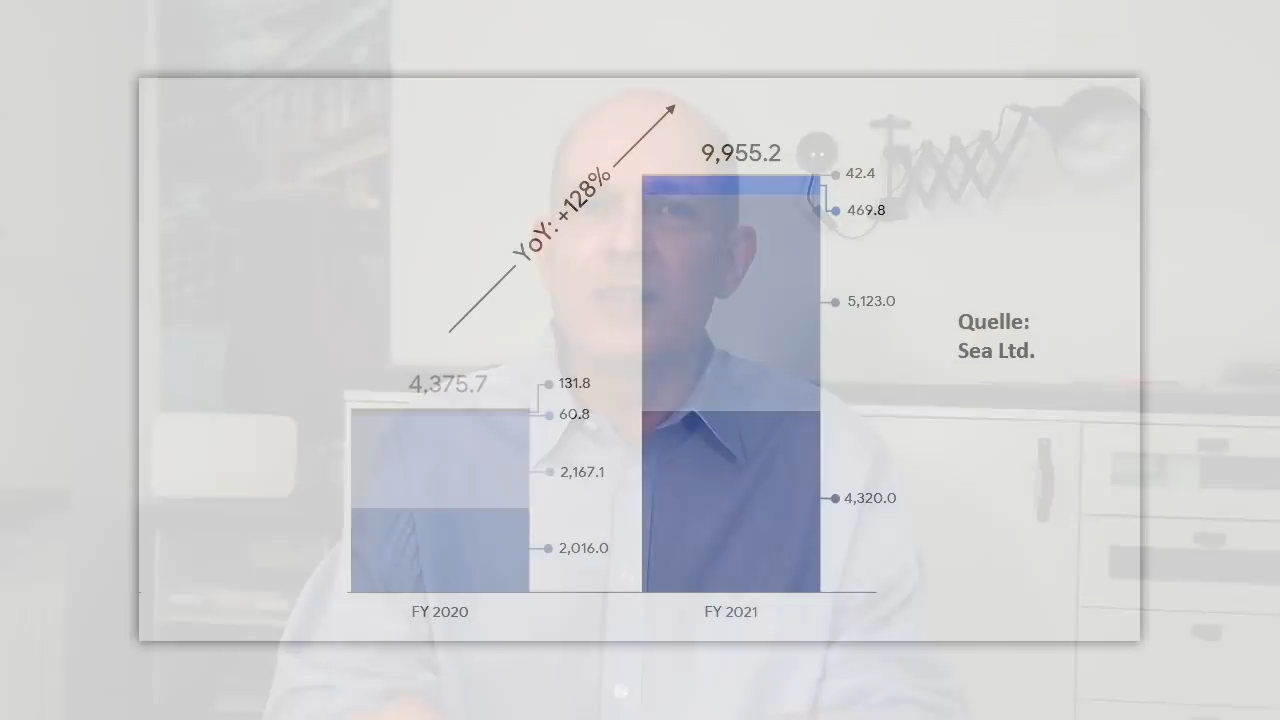 YoY: +128%
9,955.2
42.4
469.8
5,123.0
4,320.0
Quelle:
Sea Ltd.
4,375.7
131.8
60.8
2,167.1
2,016.0
FY 2020
FY 2021